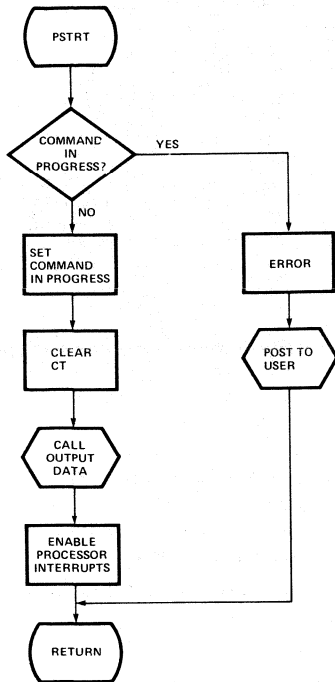 PSTRT
COMMAND
IN
PROGRESS?
YES
NO
SET
COMMAND
IN PROGRESS
ERROR
CLEAR
CT
POST TO
USER
CALL
OUTPUT
DATA
ENABLE
PROCESSOR
INTERRUPTS
RETURN